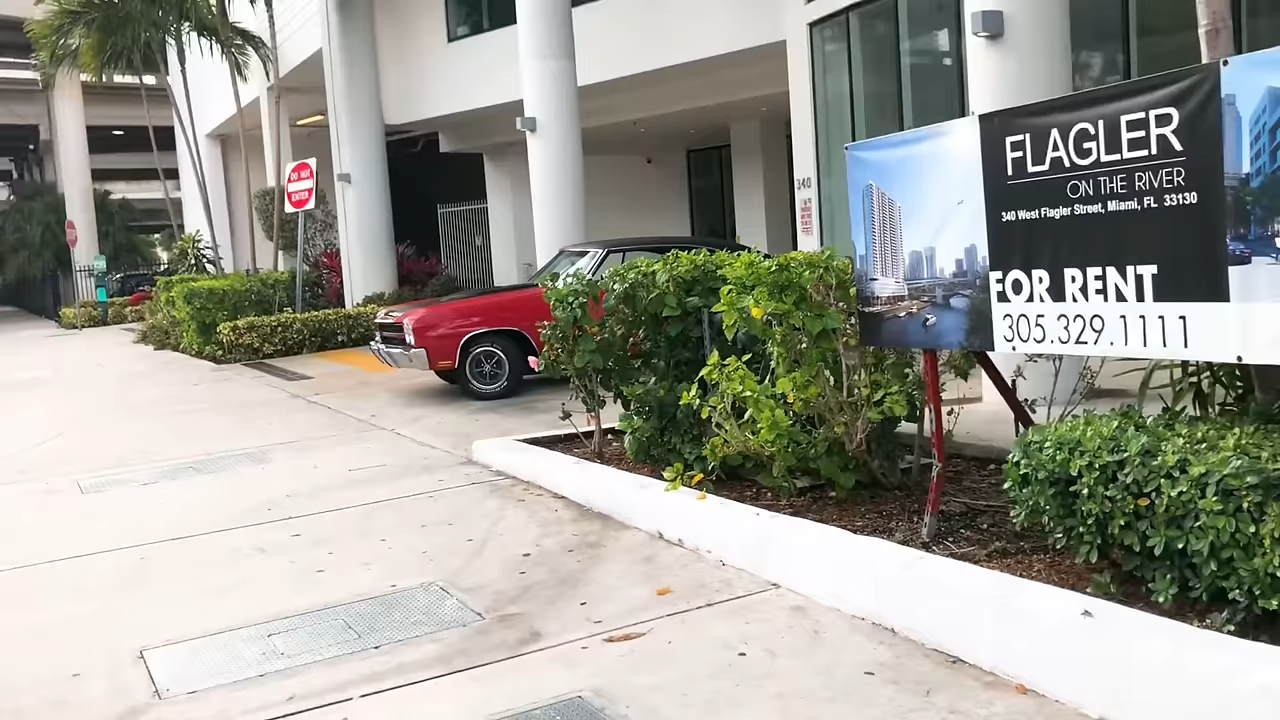 DO NOT
ENTER
340
FLAGLER
ON THE RIVER
340 West Flagler Street, Miami, FL 33130
FOR RENT
305.329.1111